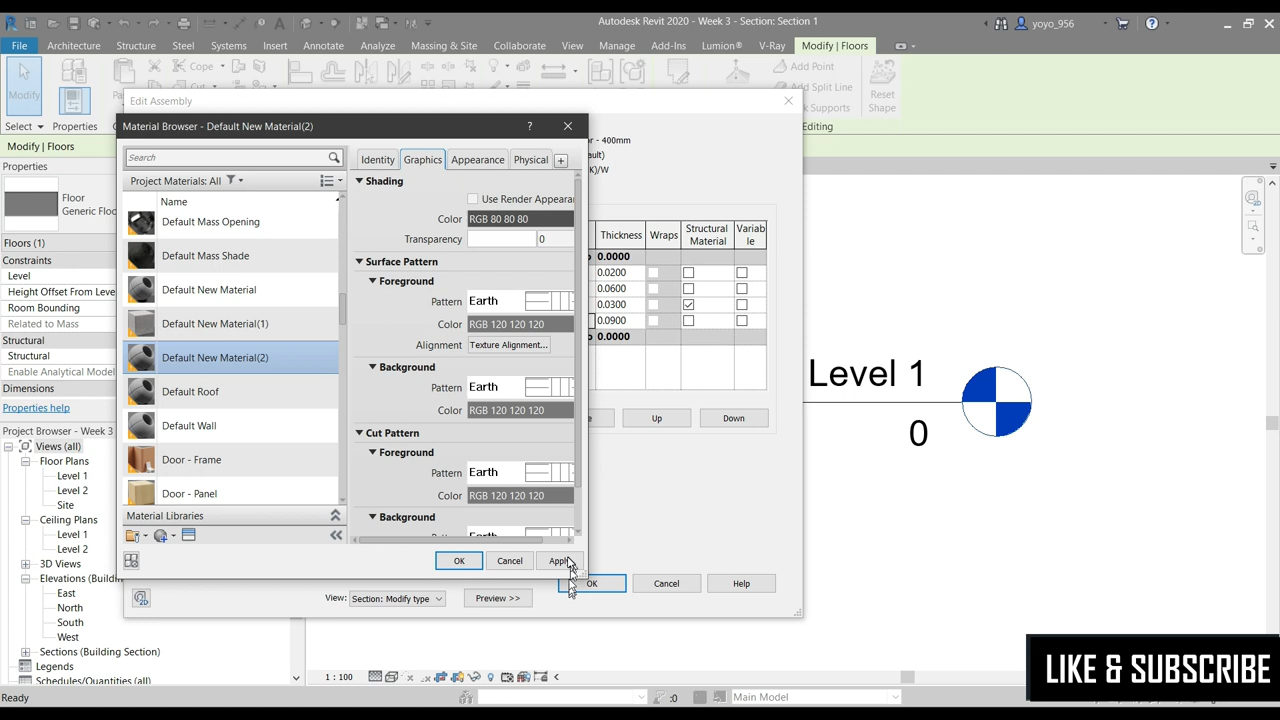 Autodesk Revit 2020 - Week 3 - Section: Section 1
yoyo_956
File Architecture Structure Steel Systems Insert Annotate Analyze Massing & Site Collaborate View Manage Add-Ins Lumion® V-Ray Modify | Floors
Modify
Cope
Add Point
Add Split Line
Supports
Reset
Shape
Select Properties
Editing
Modify | Floors
Edit Assembly
Properties
Floor
Generic Floo
Floors (1)
Constraints
Level
Height Offset From Level
Room Bounding
Related to Mass
Structural
Structural
Enable Analytical Model
Dimensions
Properties help
Project Browser - Week 3
Views (all)
Floor Plans
Level 1
Level 2
Site
Ceiling Plans
Level 1
Level 2
3D Views
Elevations (Buildin
East
North
South
West
Sections (Building Section)
Legends
Schedules/Quantities (all)
Material Browser - Default New Material(2)
?
Search
Project Materials: All
Name
Default Mass Opening
Default Mass Shade
Default New Material
Default New Material(1)
Default New Material(2)
Default Roof
Default Wall
Door - Frame
Door - Panel
Material Libraries
Identity Graphics Appearance Physical +
Shading
Use Render Appearan
Color RGB 80 80 80
Transparency 0
Surface Pattern
Foreground
Pattern Earth
Color RGB 120 120 120
Alignment Texture Alignment...
Background
Pattern Earth
Color RGB 120 120 120
Cut Pattern
Foreground
Pattern Earth
Color RGB 120 120 120
Background
OK Cancel Apply
or - 400mm
ault)
K)/W
Thickness Wraps Structural Material Variab le
0.0000
0.0200
0.0600
0.0300
0.0900
0.0000
Up Down
OK Cancel Help
View: Section: Modify type Preview >>
Level 1
0
1 : 100
Ready
:0
Main Model
LIKE & SUBSCRIBE